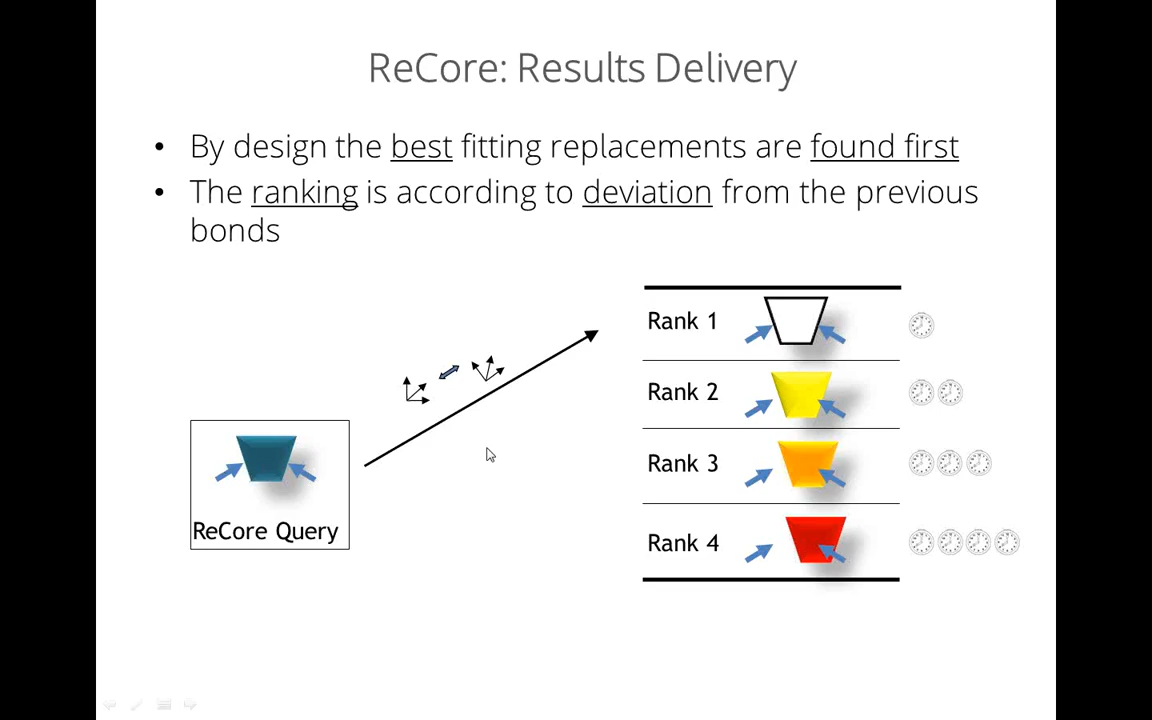 ReCore: Results Delivery
• By design the best fitting replacements are found first
• The ranking is according to deviation from the previous
bonds
Rank 1
Rank 2
Rank 3
Rank 4
ReCore Query